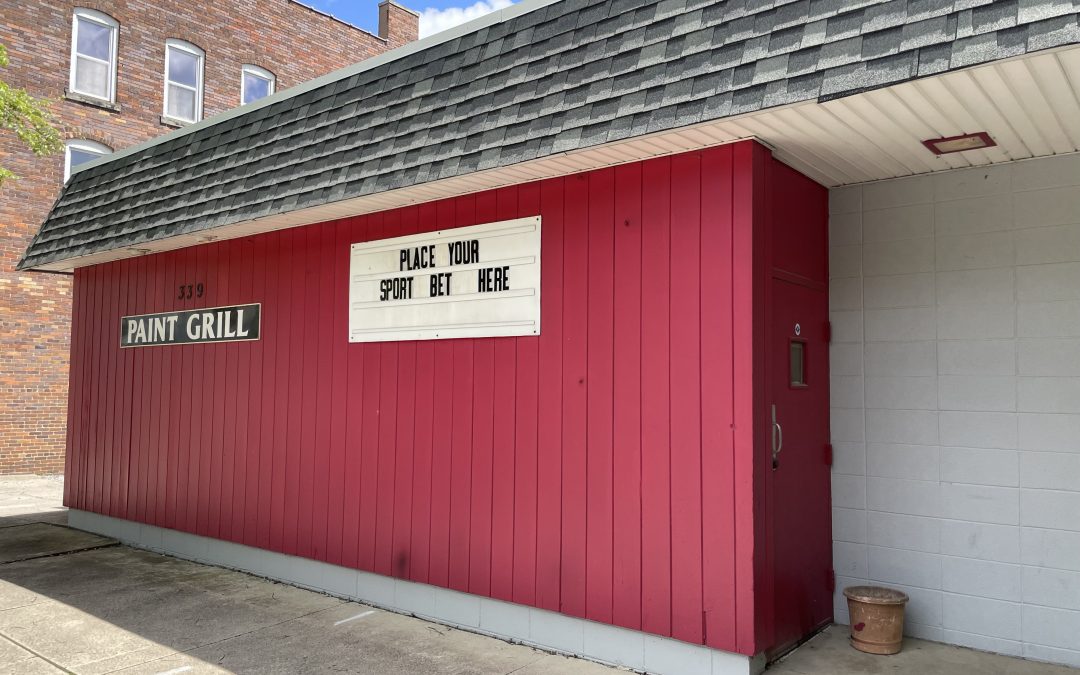 339
PAINT GRILL
PLACE YOUR
SPORT BET HERE